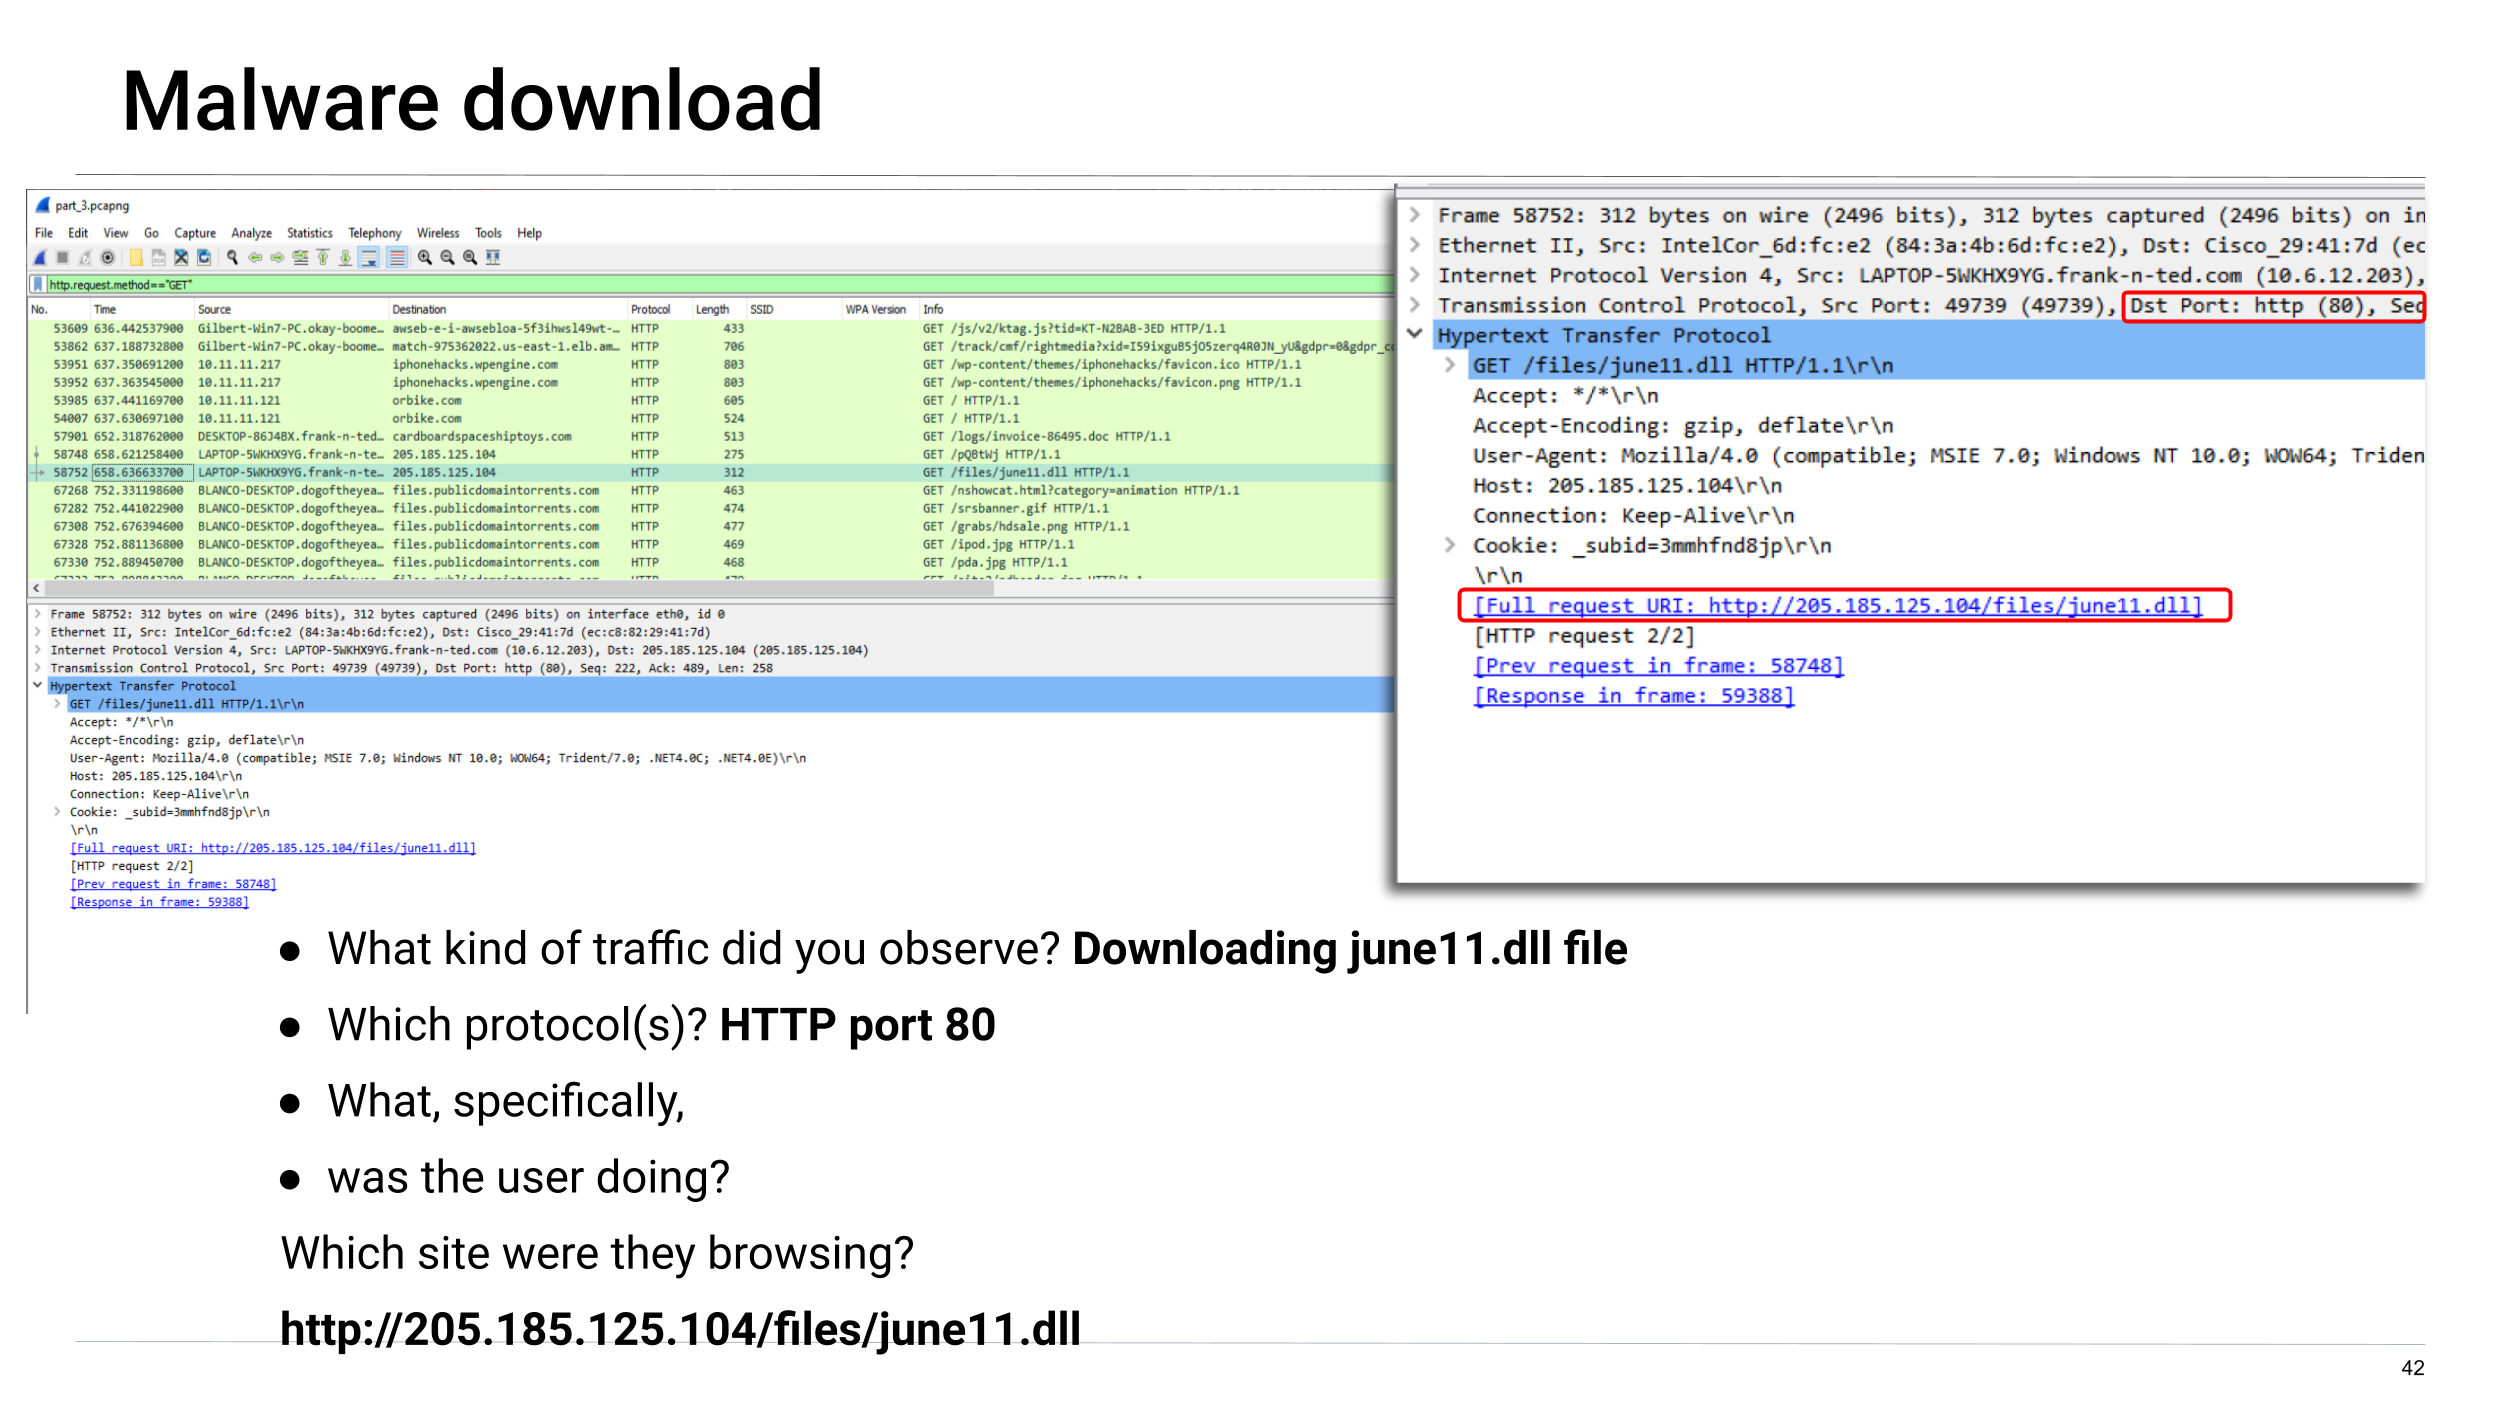 Malware download
part_3.pcapng
File Edit View Go Capture Analyze Statistics Telephony Wireless Tools Help
http.request.method=="GET"
No. Time Source Destination Protocol Length SSID WPA Version Info
53609 636.442537900 Gilbert-Win7-PC.okay-boome… awseb-e-i-awsebloa-5f3ihwsl49wt-… HTTP 433 GET /js/v2/ktag.js?tid=KT-N2BAB-3ED HTTP/1.1
53862 637.188732800 Gilbert-Win7-PC.okay-boome… match-975362022.us-east-1.elb.am… HTTP 706 GET /track/cmf/rightmedia?xid=I59ixguB5jO5zerq4R0JN_yU&gdpr=0&gdpr_co
53951 637.350691200 10.11.11.217 iphonehacks.wpengine.com HTTP 803 GET /wp-content/themes/iphonehacks/favicon.ico HTTP/1.1
53952 637.363545000 10.11.11.217 iphonehacks.wpengine.com HTTP 803 GET /wp-content/themes/iphonehacks/favicon.png HTTP/1.1
53985 637.441169700 10.11.11.121 orbike.com HTTP 605 GET / HTTP/1.1
54007 637.630697100 10.11.11.121 orbike.com HTTP 524 GET / HTTP/1.1
57901 652.318762000 DESKTOP-86J4BX.frank-n-ted… cardboardspaceshiptoys.com HTTP 513 GET /logs/invoice-86495.doc HTTP/1.1
58748 658.621258400 LAPTOP-5WKHX9YG.frank-n-te… 205.185.125.104 HTTP 275 GET /pQBtWj HTTP/1.1
58752 658.636633700 LAPTOP-5WKHX9YG.frank-n-te… 205.185.125.104 HTTP 312 GET /files/june11.dll HTTP/1.1
67268 752.331198600 BLANCO-DESKTOP.dogoftheyea… files.publicdomaintorrents.com HTTP 463 GET /nshowcat.html?category=animation HTTP/1.1
67282 752.441022900 BLANCO-DESKTOP.dogoftheyea… files.publicdomaintorrents.com HTTP 474 GET /srsbanner.gif HTTP/1.1
67308 752.676394600 BLANCO-DESKTOP.dogoftheyea… files.publicdomaintorrents.com HTTP 477 GET /grabs/hdsale.png HTTP/1.1
67328 752.881136800 BLANCO-DESKTOP.dogoftheyea… files.publicdomaintorrents.com HTTP 469 GET /ipod.jpg HTTP/1.1
67330 752.889450700 BLANCO-DESKTOP.dogoftheyea… files.publicdomaintorrents.com HTTP 468 GET /pda.jpg HTTP/1.1
Frame 58752: 312 bytes on wire (2496 bits), 312 bytes captured (2496 bits) on interface eth0, id 0
Ethernet II, Src: IntelCor_6d:fc:e2 (84:3a:4b:6d:fc:e2), Dst: Cisco_29:41:7d (ec:c8:82:29:41:7d)
Internet Protocol Version 4, Src: LAPTOP-5WKHX9YG.frank-n-ted.com (10.6.12.203), Dst: 205.185.125.104 (205.185.125.104)
Transmission Control Protocol, Src Port: 49739 (49739), Dst Port: http (80), Seq: 222, Ack: 489, Len: 258
Hypertext Transfer Protocol
GET /files/june11.dll HTTP/1.1\r\n
Accept: */*\r\n
Accept-Encoding: gzip, deflate\r\n
User-Agent: Mozilla/4.0 (compatible; MSIE 7.0; Windows NT 10.0; WOW64; Trident/7.0; .NET4.0C; .NET4.0E)\r\n
Host: 205.185.125.104\r\n
Connection: Keep-Alive\r\n
Cookie: _subid=3mmhfnd8jp\r\n
\r\n
[Full request URI: http://205.185.125.104/files/june11.dll]
[HTTP request 2/2]
[Prev request in frame: 58748]
[Response in frame: 59388]
Frame 58752: 312 bytes on wire (2496 bits), 312 bytes captured (2496 bits) on in
Ethernet II, Src: IntelCor_6d:fc:e2 (84:3a:4b:6d:fc:e2), Dst: Cisco_29:41:7d (ec
Internet Protocol Version 4, Src: LAPTOP-5WKHX9YG.frank-n-ted.com (10.6.12.203),
Transmission Control Protocol, Src Port: 49739 (49739), Dst Port: http (80), Seq
Hypertext Transfer Protocol
GET /files/june11.dll HTTP/1.1\r\n
Accept: */*\r\n
Accept-Encoding: gzip, deflate\r\n
User-Agent: Mozilla/4.0 (compatible; MSIE 7.0; Windows NT 10.0; WOW64; Triden
Host: 205.185.125.104\r\n
Connection: Keep-Alive\r\n
Cookie: _subid=3mmhfnd8jp\r\n
\r\n
[Full request URI: http://205.185.125.104/files/june11.dll]
[HTTP request 2/2]
[Prev request in frame: 58748]
[Response in frame: 59388]
● What kind of traffic did you observe? Downloading june11.dll file
● Which protocol(s)? HTTP port 80
● What, specifically,
● was the user doing?
Which site were they browsing?
http://205.185.125.104/files/june11.dll
42